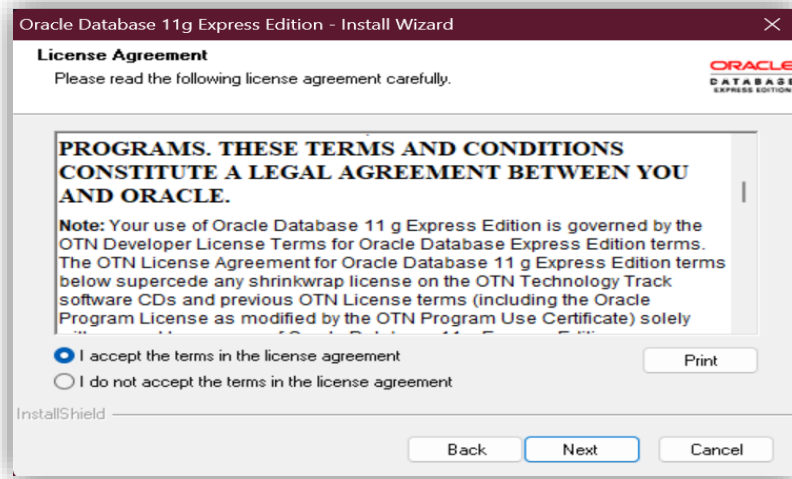 Oracle Database 11g Express Edition - Install Wizard
License Agreement
Please read the following license agreement carefully.
ORACLE
DATABASE
EXPRESS EDITION
PROGRAMS. THESE TERMS AND CONDITIONS
CONSTITUTE A LEGAL AGREEMENT BETWEEN YOU
AND ORACLE.
Note: Your use of Oracle Database 11 g Express Edition is governed by the
OTN Developer License Terms for Oracle Database Express Edition terms.
The OTN License Agreement for Oracle Database 11 g Express Edition terms
below supercede any shrinkwrap license on the OTN Technology Track
software CDs and previous OTN License terms (including the Oracle
Program License as modified by the OTN Program Use Certificate) solely
I accept the terms in the license agreement
Print
I do not accept the terms in the license agreement
InstallShield
Back
Next
Cancel